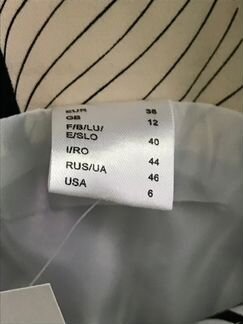 EUR 38
GB 12
F/B/LU/
E/SLO 40
I/RO 44
RUS/UA 46
USA 6